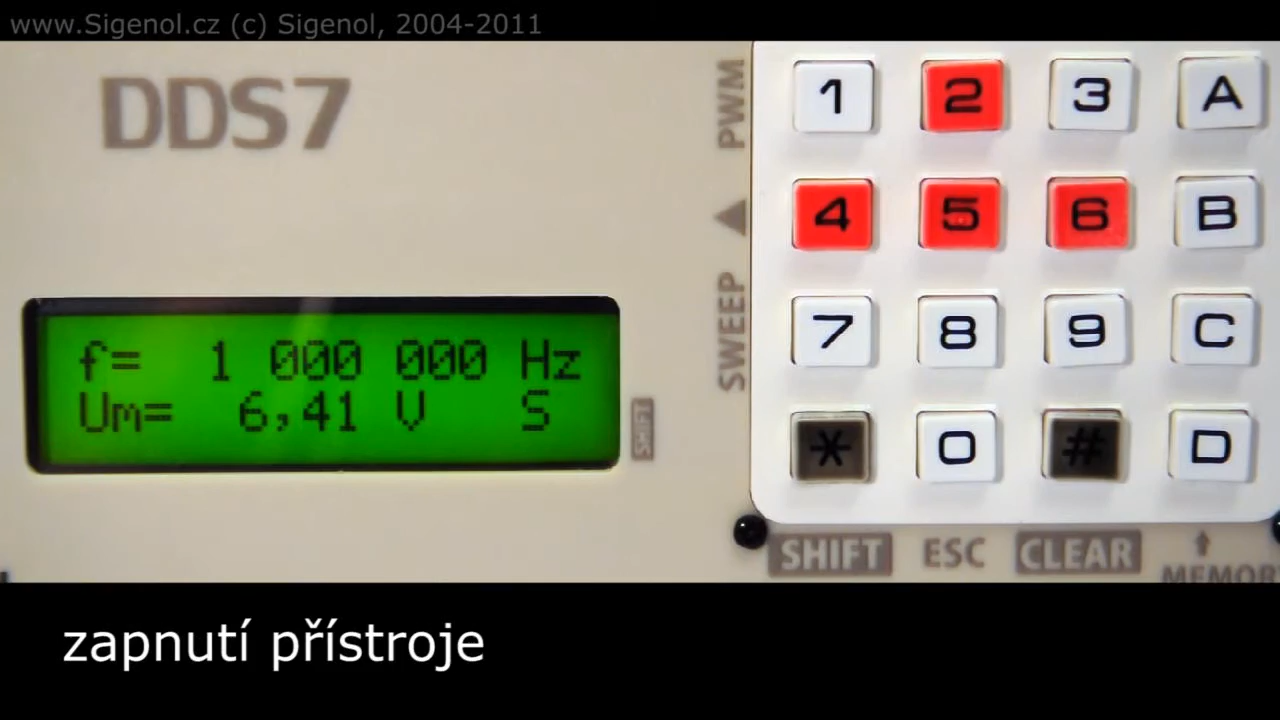 www.Sigenol.cz (c) Sigenol, 2004-2011
DDS7
PWM
SWEEP
1 2 3 A
4 5 6 B
7 8 9 C
* 0 # D
f= 1 000 000 Hz
Um= 6,41 V S
SHIFT
SHIFT ESC CLEAR MEMOR
zapnutí přístroje